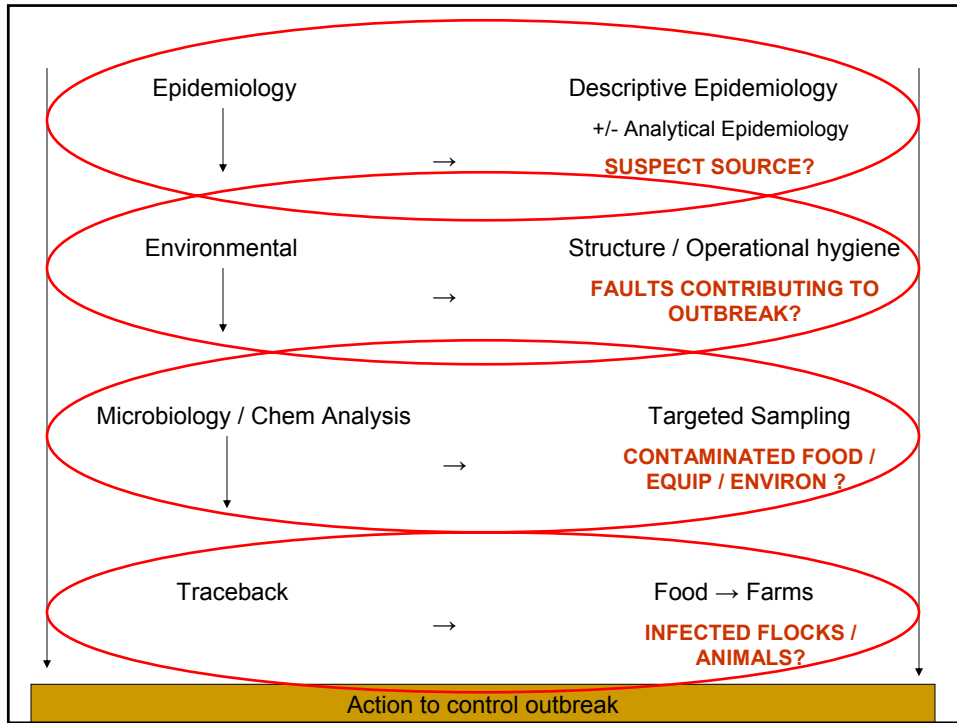 Epidemiology
Descriptive Epidemiology
+/- Analytical Epidemiology
→
SUSPECT SOURCE?
Environmental
Structure / Operational hygiene
→
FAULTS CONTRIBUTING TO
OUTBREAK?
Microbiology / Chem Analysis
Targeted Sampling
→
CONTAMINATED FOOD /
EQUIP / ENVIRON ?
Traceback
Food → Farms
→
INFECTED FLOCKS /
ANIMALS?
Action to control outbreak